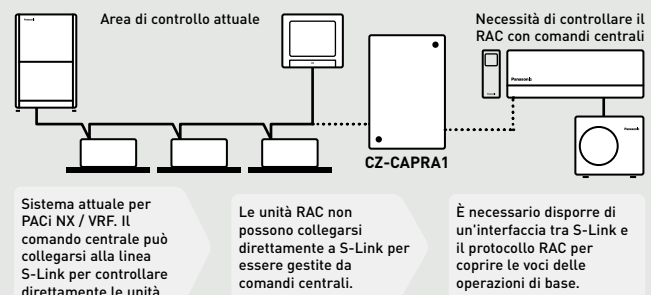 Area di controllo attuale
Necessità di controllare il
RAC con comandi centrali
Panasonic
CZ-CAPRA1
Sistema attuale per
PACi NX / VRF. Il
comando centrale può
collegarsi alla linea
S-Link per controllare
direttamente le unità
Le unità RAC non
possono collegarsi
direttamente a S-Link per
essere gestite da
comandi centrali.
È necessario disporre di
un'interfaccia tra S-Link e
il protocollo RAC per
coprire le voci delle
operazioni di base.